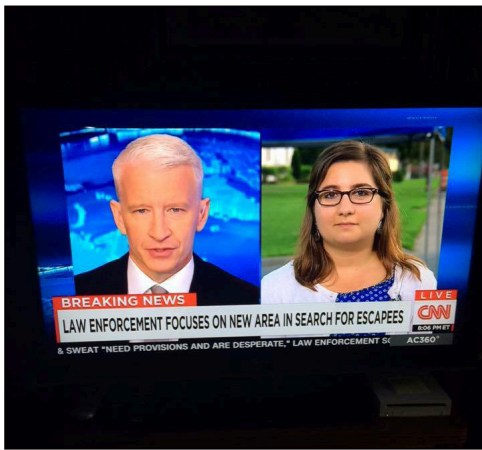 BREAKING NEWS
LAW ENFORCEMENT FOCUSES ON NEW AREA IN SEARCH FOR ESCAPEES
LIVE
CNN
8:06 PM ET
& SWEAT "NEED PROVISIONS AND ARE DESPERATE," LAW ENFORCEMENT
AC360°